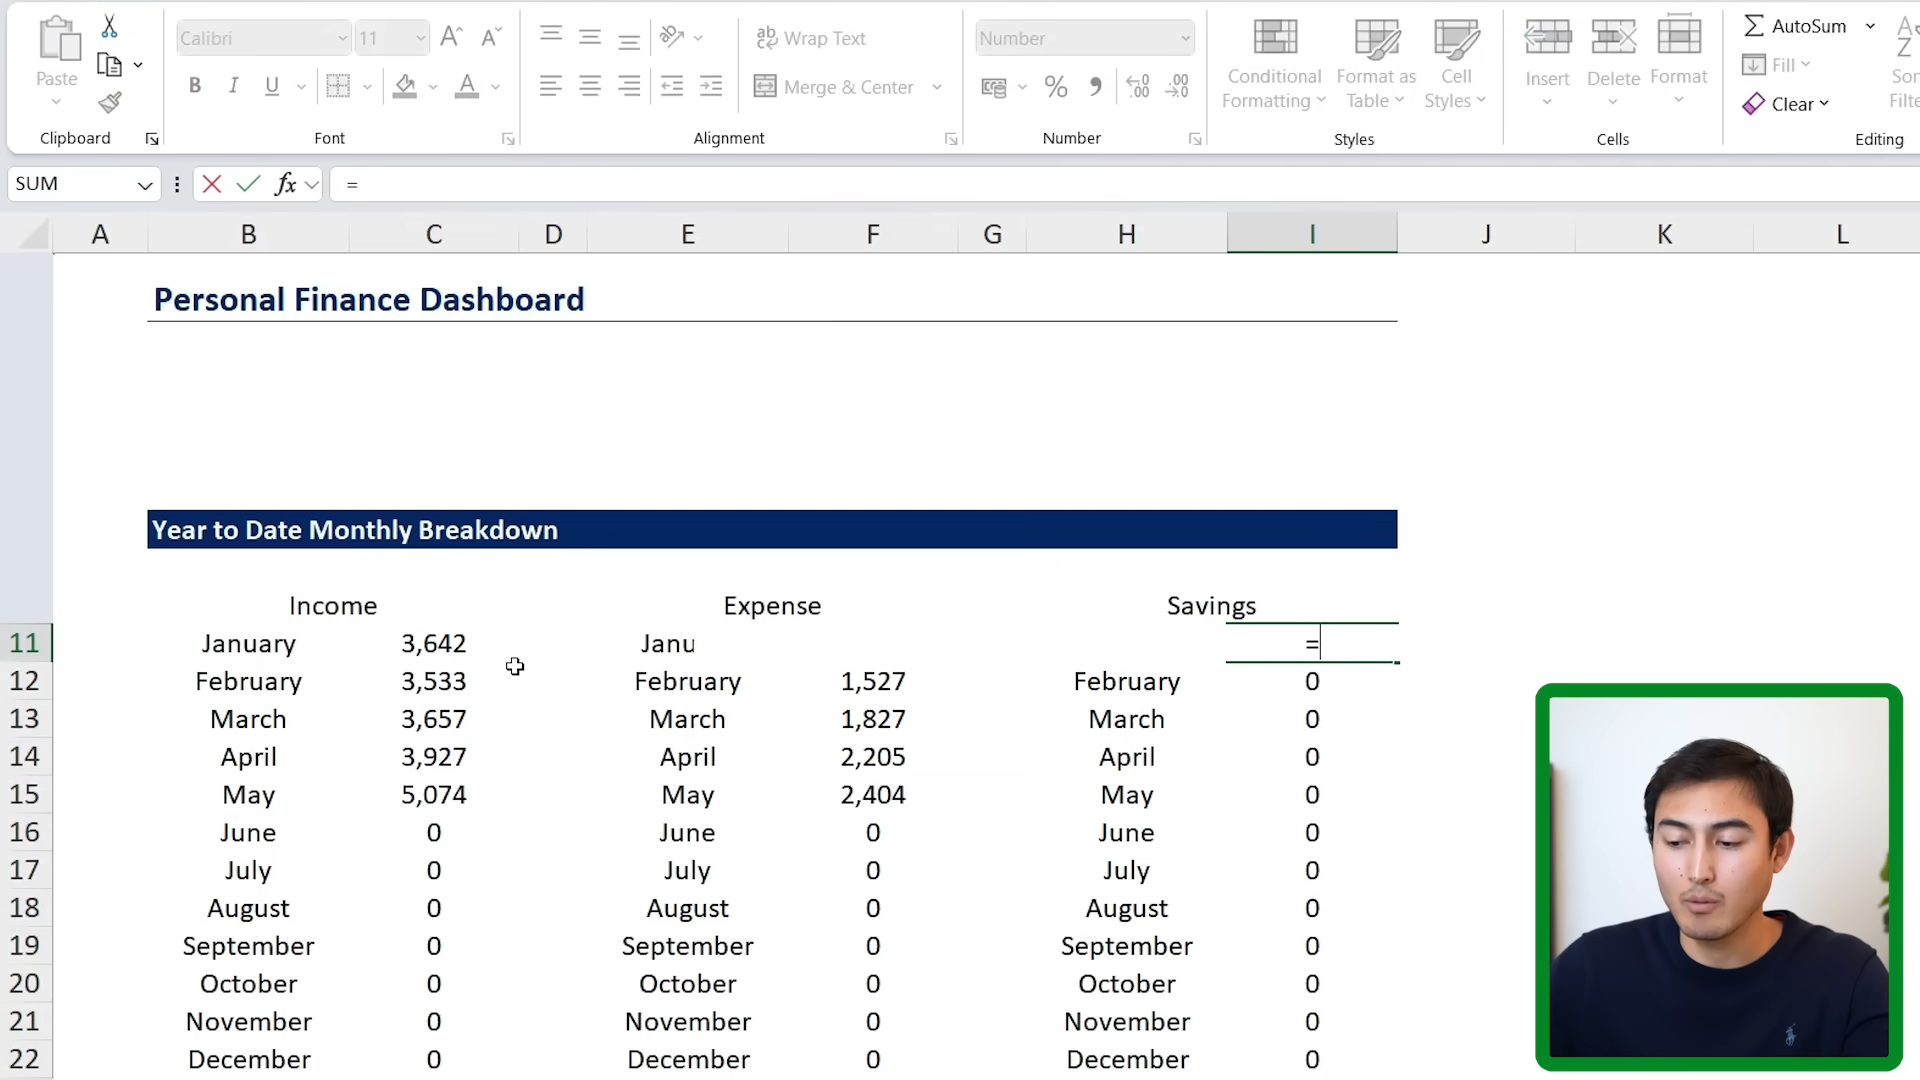 Paste
Clipboard
Calibri 11 A A
B I U A
Font
ab Wrap Text
Merge & Center
Alignment
Number
% 9 .00 .00
Number
Conditional Formatting
Format as Table
Cell Styles
Styles
Insert Delete Format
Cells
AutoSum
Fill
Clear
Editing
SUM fx =
A B C D E F G H I J K L
Personal Finance Dashboard
Year to Date Monthly Breakdown
Income Expense Savings
11 January 3,642 Janu =
12 February 3,533 February 1,527 February 0
13 March 3,657 March 1,827 March 0
14 April 3,927 April 2,205 April 0
15 May 5,074 May 2,404 May 0
16 June 0 June 0 June 0
17 July 0 July 0 July 0
18 August 0 August 0 August 0
19 September 0 September 0 September 0
20 October 0 October 0 October 0
21 November 0 November 0 November 0
22 December 0 December 0 December 0